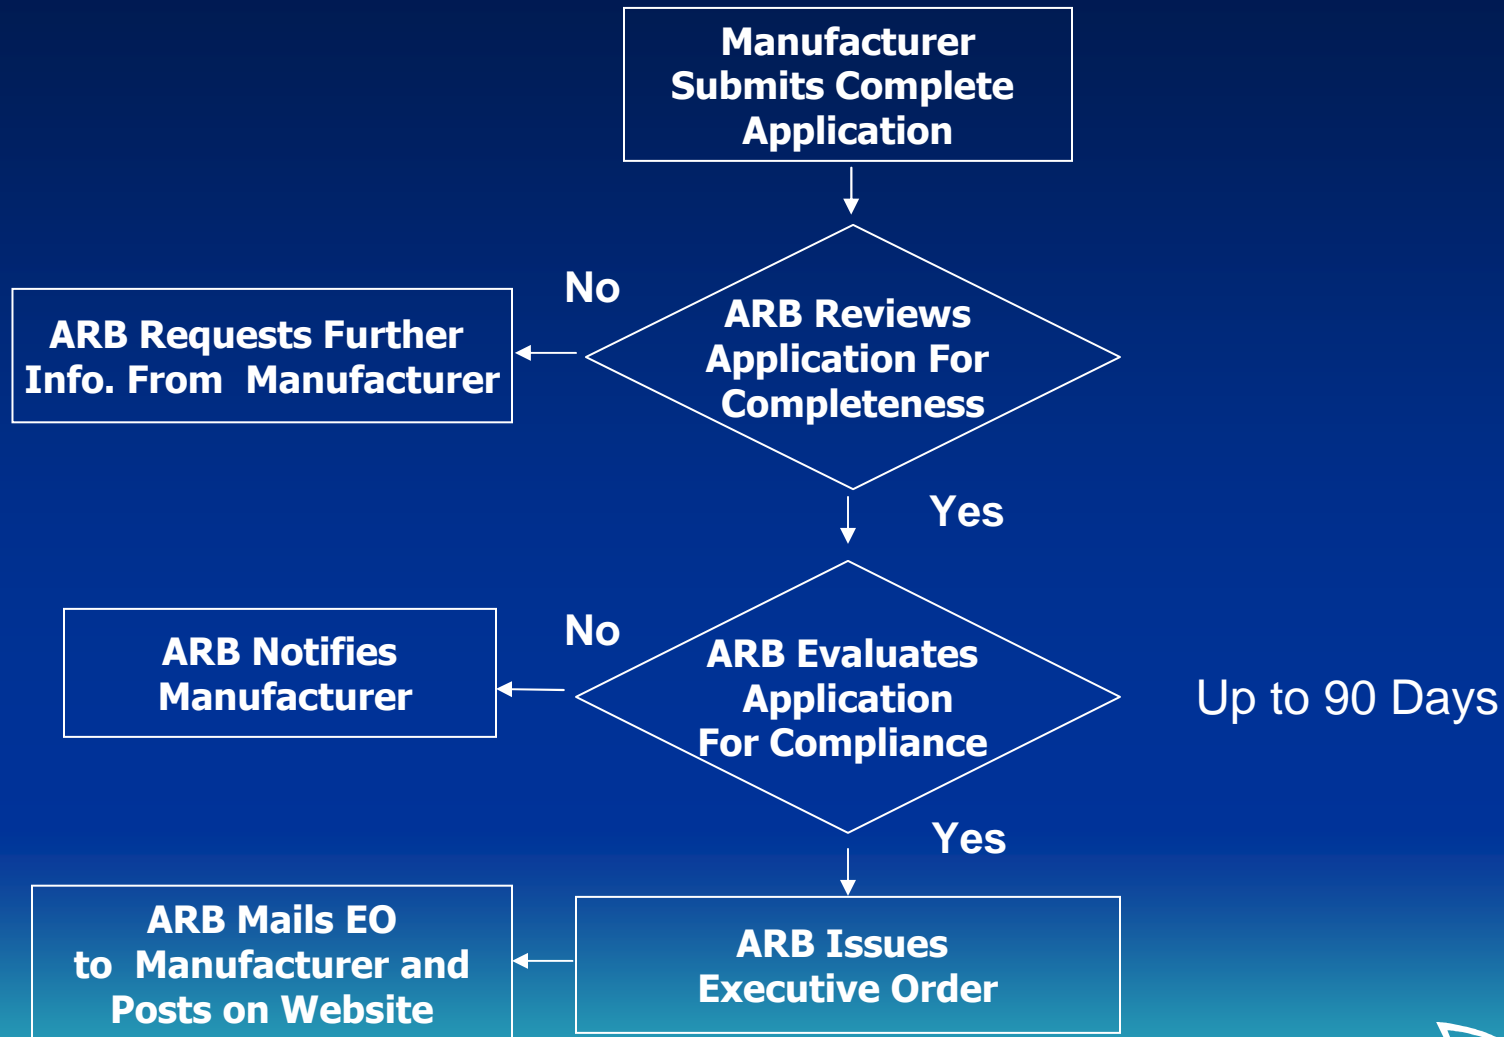 Manufacturer
Submits Complete
Application
No
ARB Reviews
Application For
Completeness
ARB Requests Further
Info. From Manufacturer
Yes
No
ARB Evaluates
Application
For Compliance
ARB Notifies
Manufacturer
Up to 90 Days
Yes
ARB Issues
Executive Order
ARB Mails EO
to Manufacturer and
Posts on Website